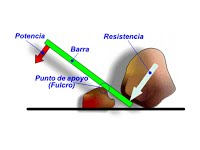 Potencia
Resistencia
Barra
Punto de apoyo
(Fulcro)